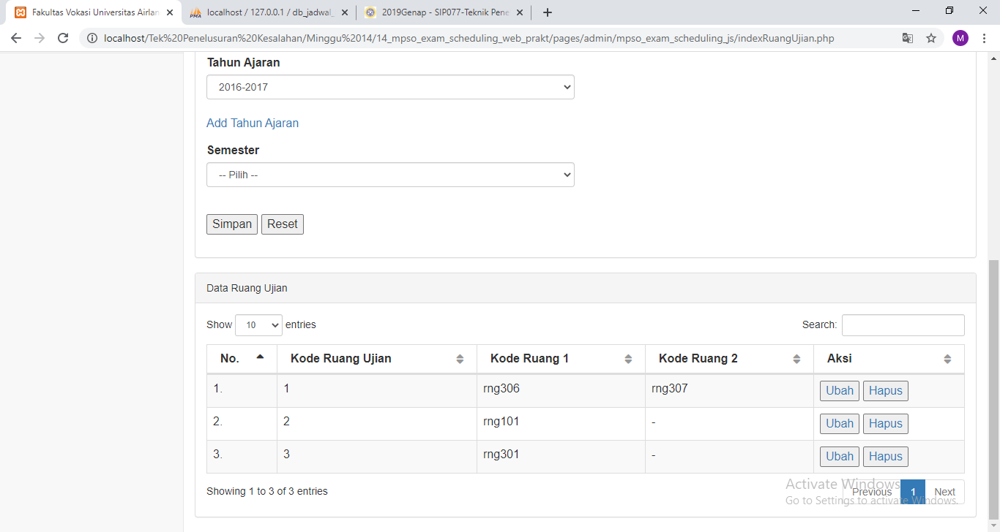 Fakultas Vokasi Universitas Airlan
localhost / 127.0.0.1 / db_jadwal_
2019Genap - SIP077-Teknik Pene
localhost/Tek%20Penelusuran%20Kesalahan/Minggu%2014/14_mpso_exam_scheduling_web_prakt/pages/admin/mpso_exam_scheduling_js/indexRuangUjian.php
M
Tahun Ajaran
2016-2017
Add Tahun Ajaran
Semester
-- Pilih --
Simpan Reset
Data Ruang Ujian
Show 10 entries Search:
No. Kode Ruang Ujian Kode Ruang 1 Kode Ruang 2 Aksi
1. 1 rng306 rng307 Ubah Hapus
2. 2 rng101 - Ubah Hapus
3. 3 rng301 - Ubah Hapus
Showing 1 to 3 of 3 entries Previous 1 Next
Activate Windows
Go to Settings to activate Windows.